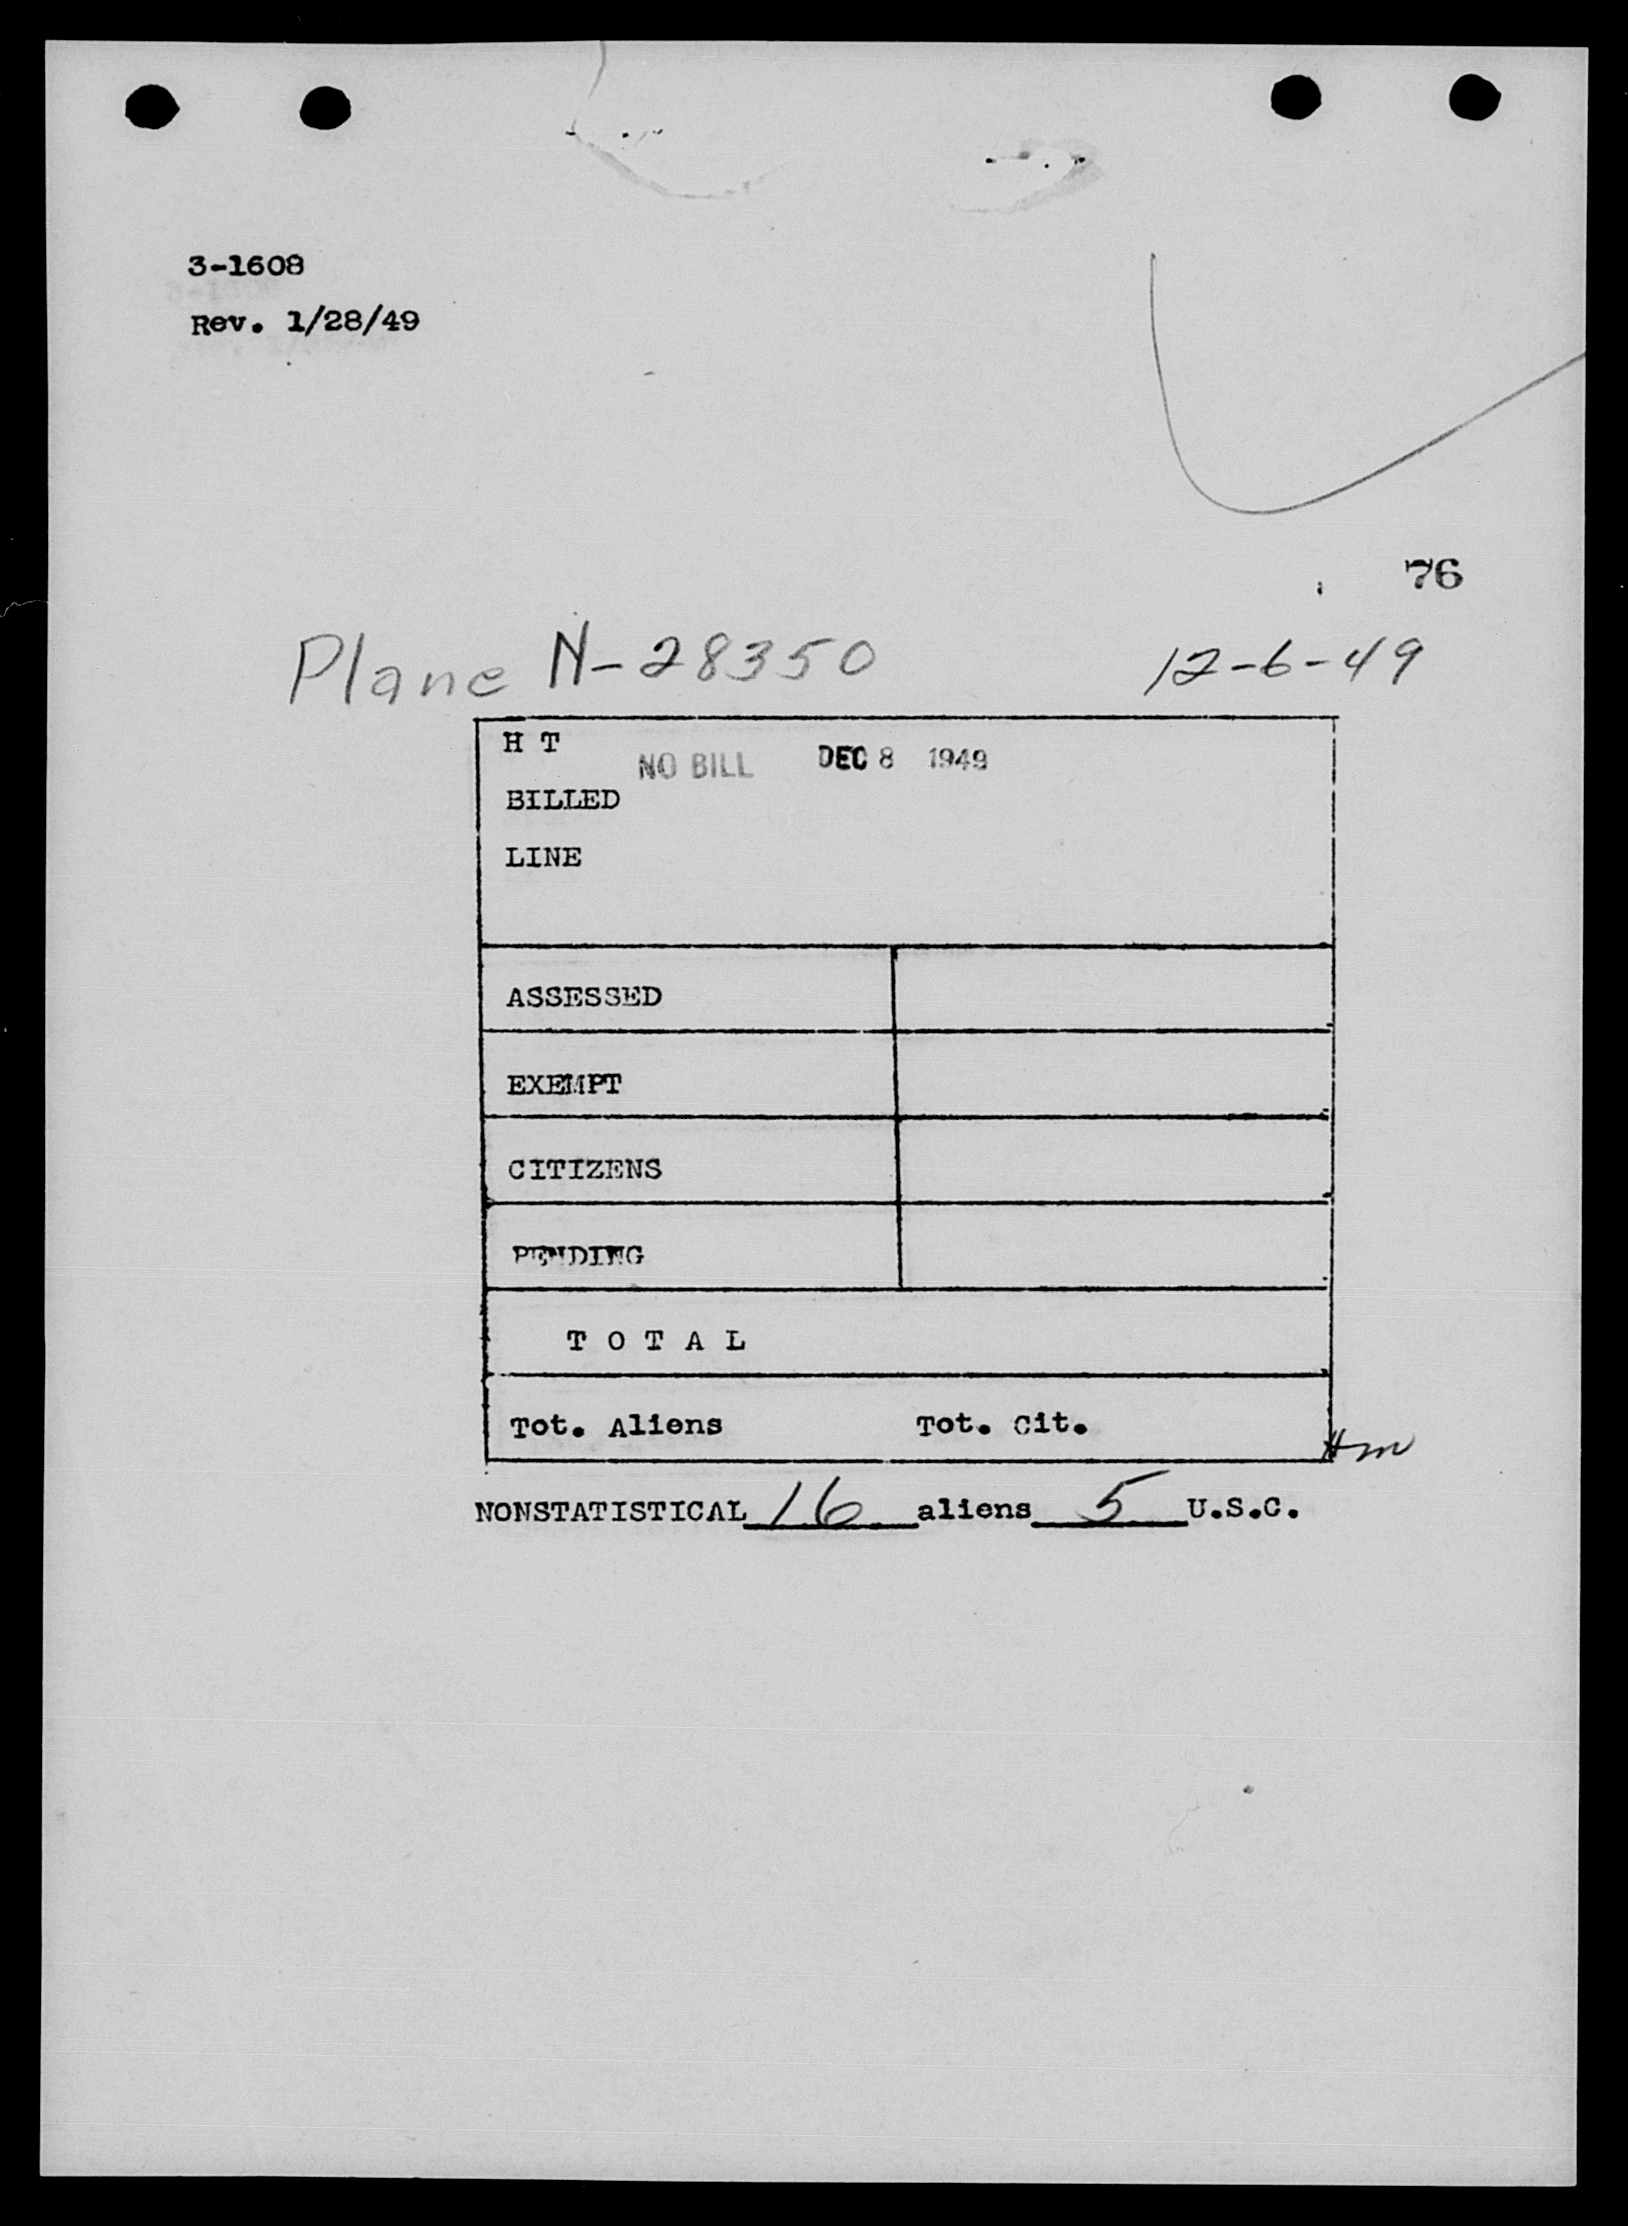 3-1608
Rev. 1/28/49
76
Plane N-28350 12-6-49
H T
NO BILL DEC 8 1949
BILLED
LINE
ASSESSED
EXEMPT
CITIZENS
PENDING
T O T A L
Tot. Aliens Tot. Cit.
Hm
NONSTATISTICAL 16 aliens 5 U.S.C.